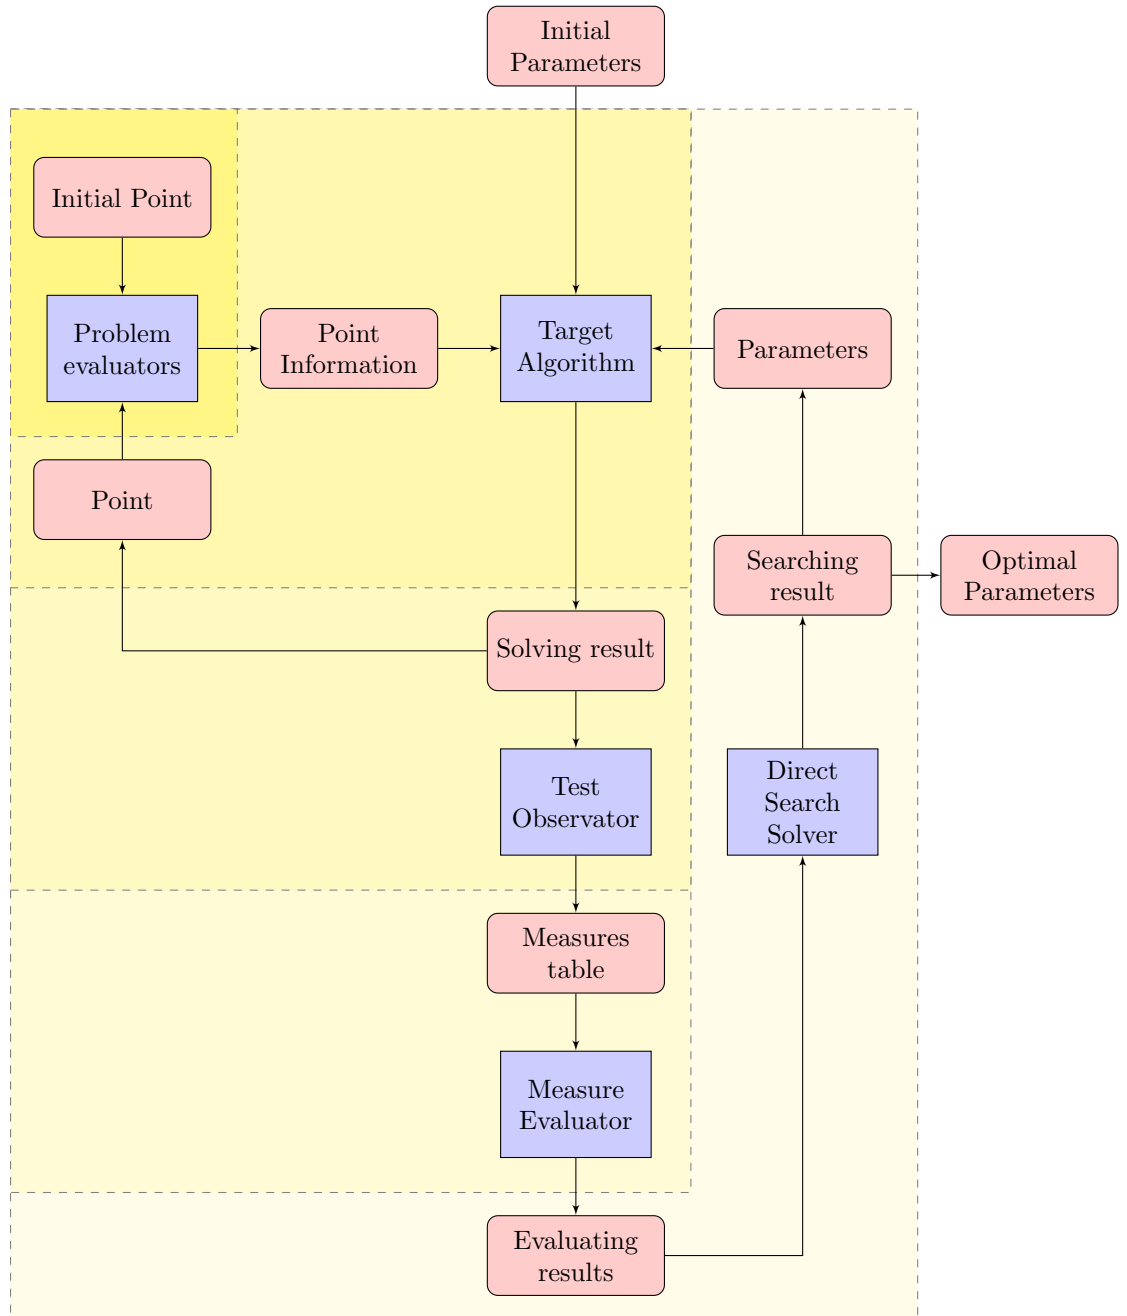 Initial
Parameters
Initial Point
Problem
evaluators
Point
Information
Target
Algorithm
Parameters
Point
Searching
result
Optimal
Parameters
Solving result
Test
Observator
Direct
Search
Solver
Measures
table
Measure
Evaluator
Evaluating
results